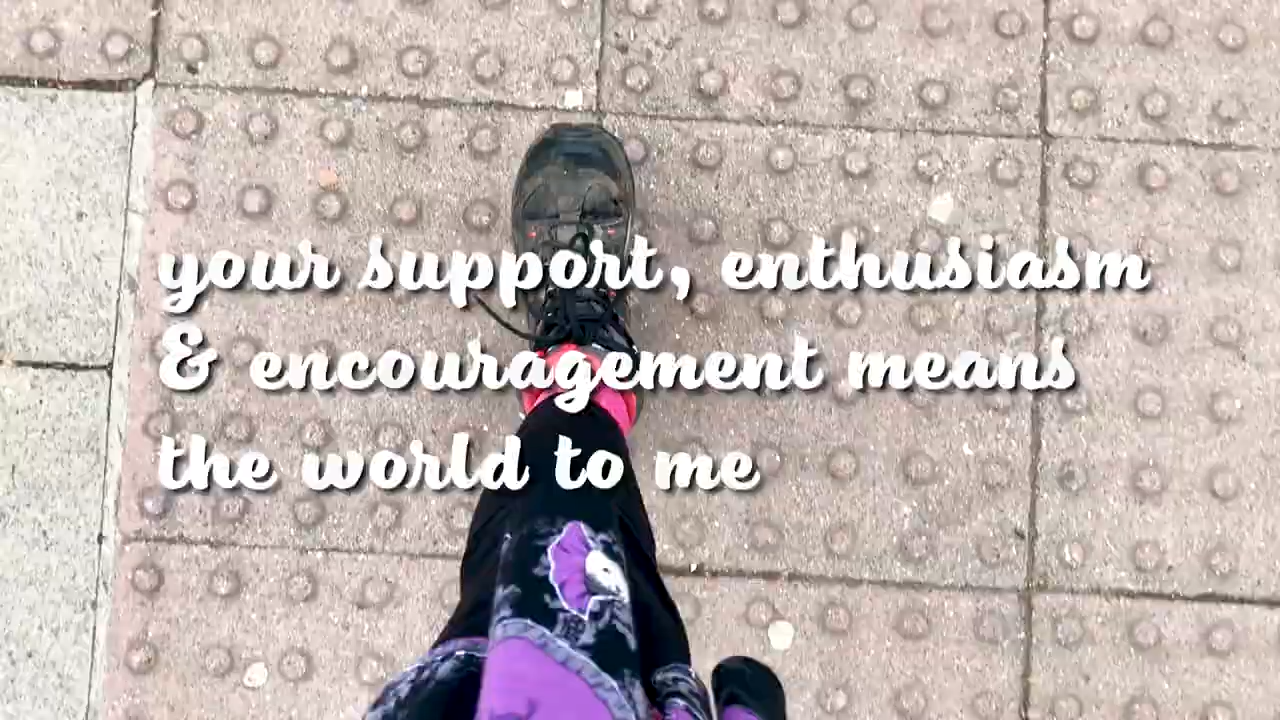 your support, enthusiasm
& encouragement means
the world to me